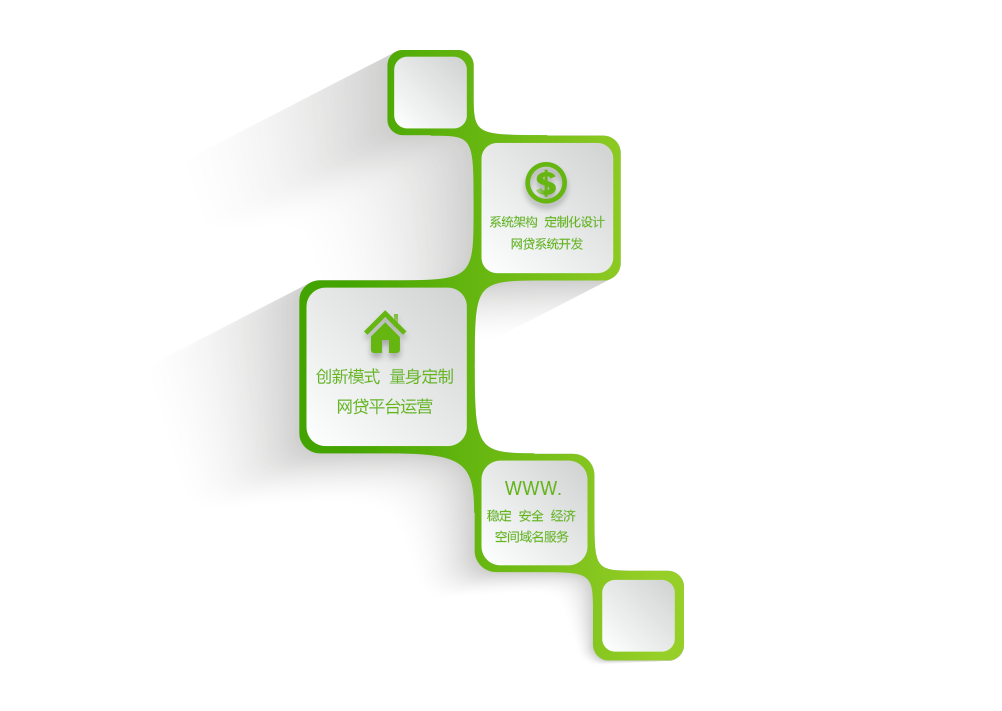 系统架构 定制化设计
网贷系统开发
创新模式 量身定制
网贷平台运营
WWW.
稳定 安全 经济
空间域名服务